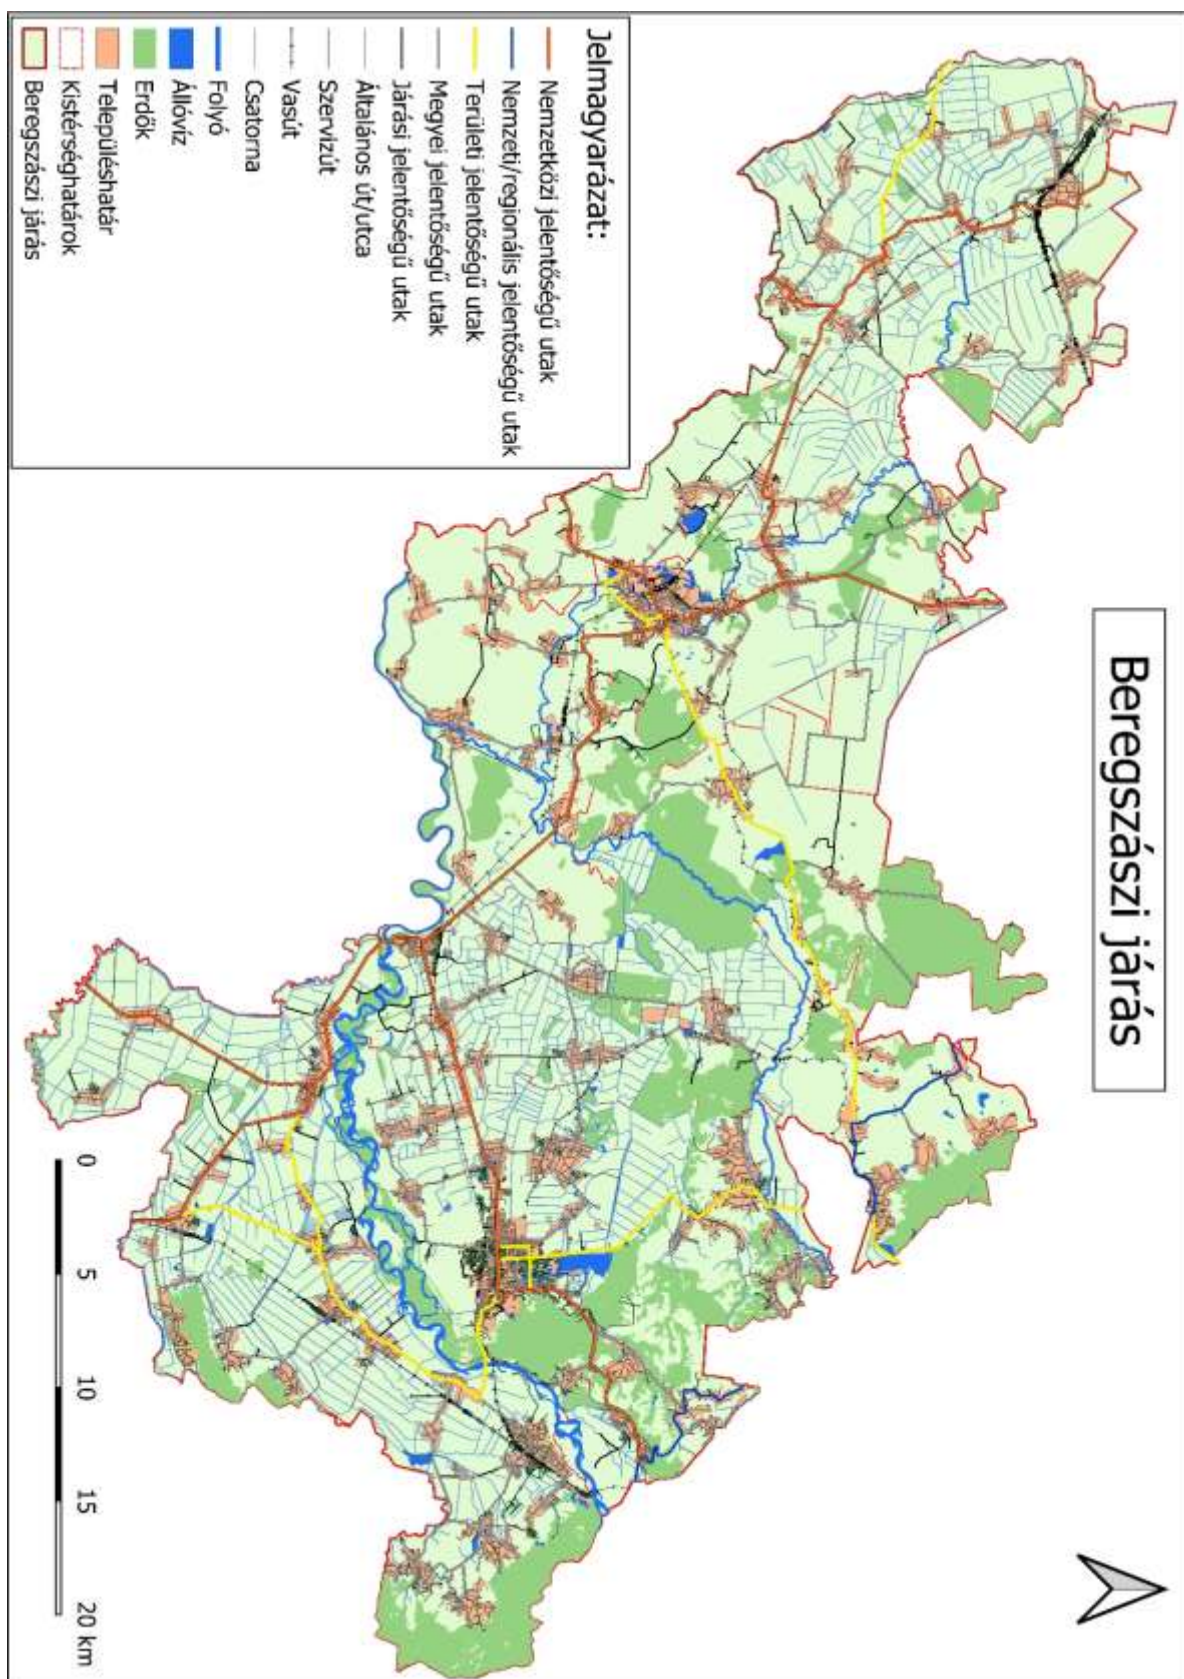 Beregszászi járás
Jelmagyarázat:
Nemzetközi jelentőségű utak
Nemzeti/regionális jelentőségű utak
Területi jelentőségű utak
Megyei jelentőségű utak
Járási jelentőségű utak
Általános út/utca
Szervizút
Vasút
Csatorna
Folyó
Állóvíz
Erdők
Településhatár
Kistérséghatárok
Beregszászi járás
0 5 10 15 20 km